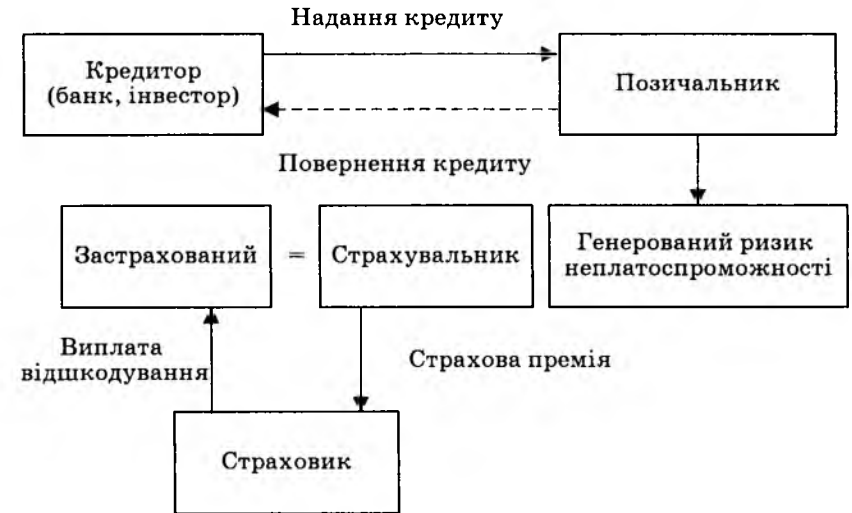 Надання кредиту
Кредитор
(банк, інвестор)
Позичальник
Повернення кредиту
Застрахований
=
Страхувальник
Генерований ризик
неплатоспроможності
Виплата
відшкодування
Страхова премія
Страховик